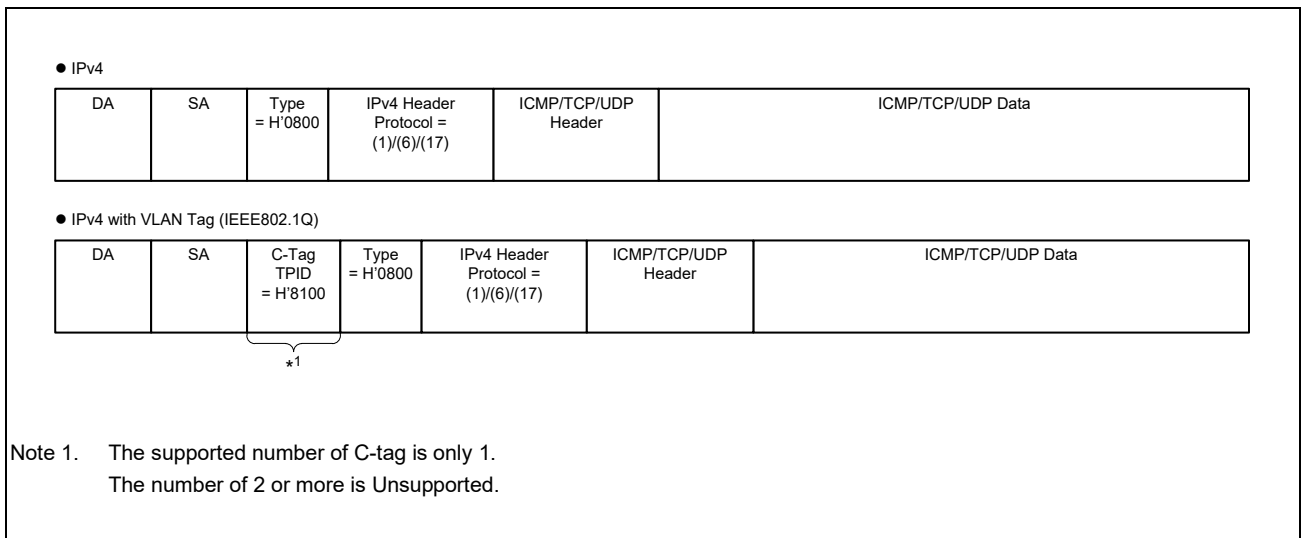 ● IPv4
DA SA Type IPv4 Header ICMP/TCP/UDP ICMP/TCP/UDP Data
= H'0800 Protocol = Header
(1)/(6)/(17)
● IPv4 with VLAN Tag (IEEE802.1Q)
DA SA C-Tag Type IPv4 Header ICMP/TCP/UDP ICMP/TCP/UDP Data
TPID = H'0800 Protocol = Header
= H'8100 (1)/(6)/(17)
*1
Note 1. The supported number of C-tag is only 1.
The number of 2 or more is Unsupported.